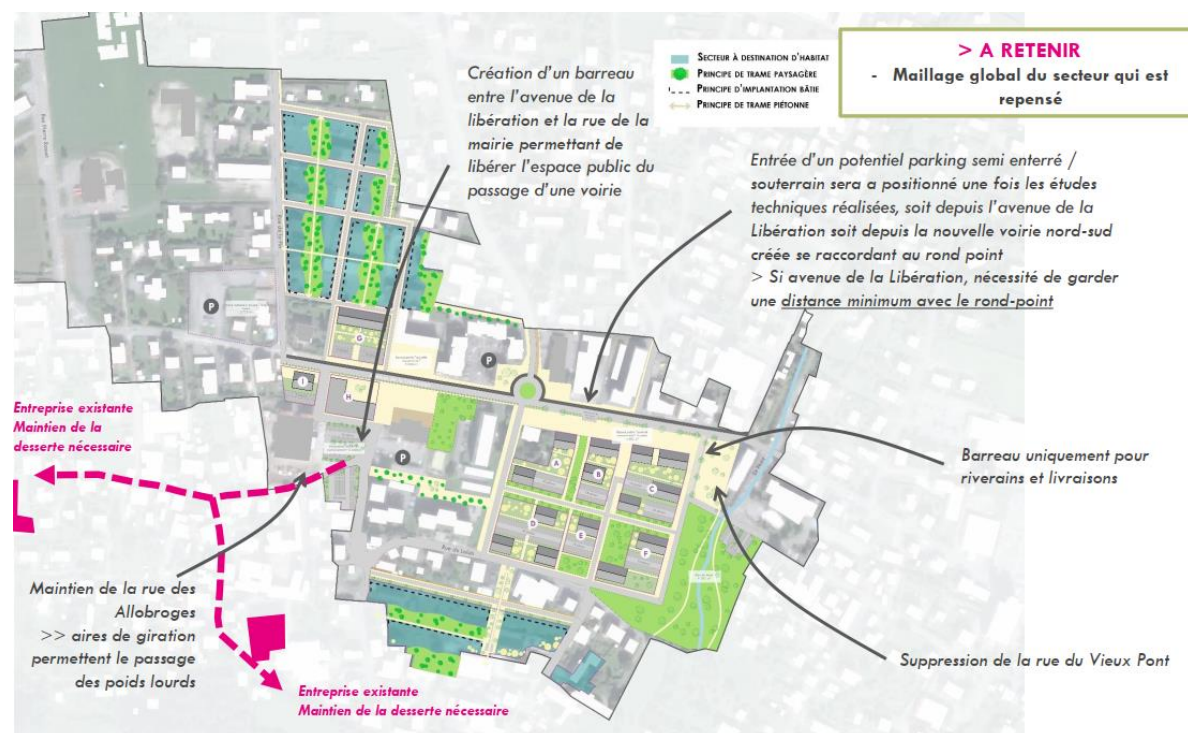 > A RETENIR
- Maillage global du secteur qui est
repensé
SECTEUR À DESTINATION D'HABITAT
PRINCIPE DE TRAME PAYSAGÈRE
PRINCIPE D'IMPLANTATION BÂTIE
PRINCIPE DE TRAME PIÉTONNE
Création d'un barreau
entre l'avenue de la
libération et la rue de la
mairie permettant de
libérer l'espace public du
passage d'une voirie
Entrée d'un potentiel parking semi enterré /
souterrain sera a positionné une fois les études
techniques réalisées, soit depuis l'avenue de la
Libération soit depuis la nouvelle voirie nord-sud
créée se raccordant au rond point
> Si avenue de la Libération, nécessité de garder
une distance minimum avec le rond-point
P
G
P
I
H
P
A
B
C
D
E
F
Entreprise existante
Maintien de la
desserte nécessaire
Barreau uniquement pour
riverains et livraisons
Maintien de la rue des
Allobroges
>> aires de giration
permettent le passage
des poids lourds
Suppression de la rue du Vieux Pont
Entreprise existante
Maintien de la desserte nécessaire